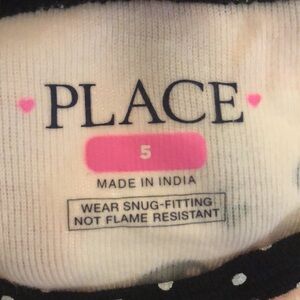 PLACE
5
MADE IN INDIA
WEAR SNUG-FITTING
NOT FLAME RESISTANT